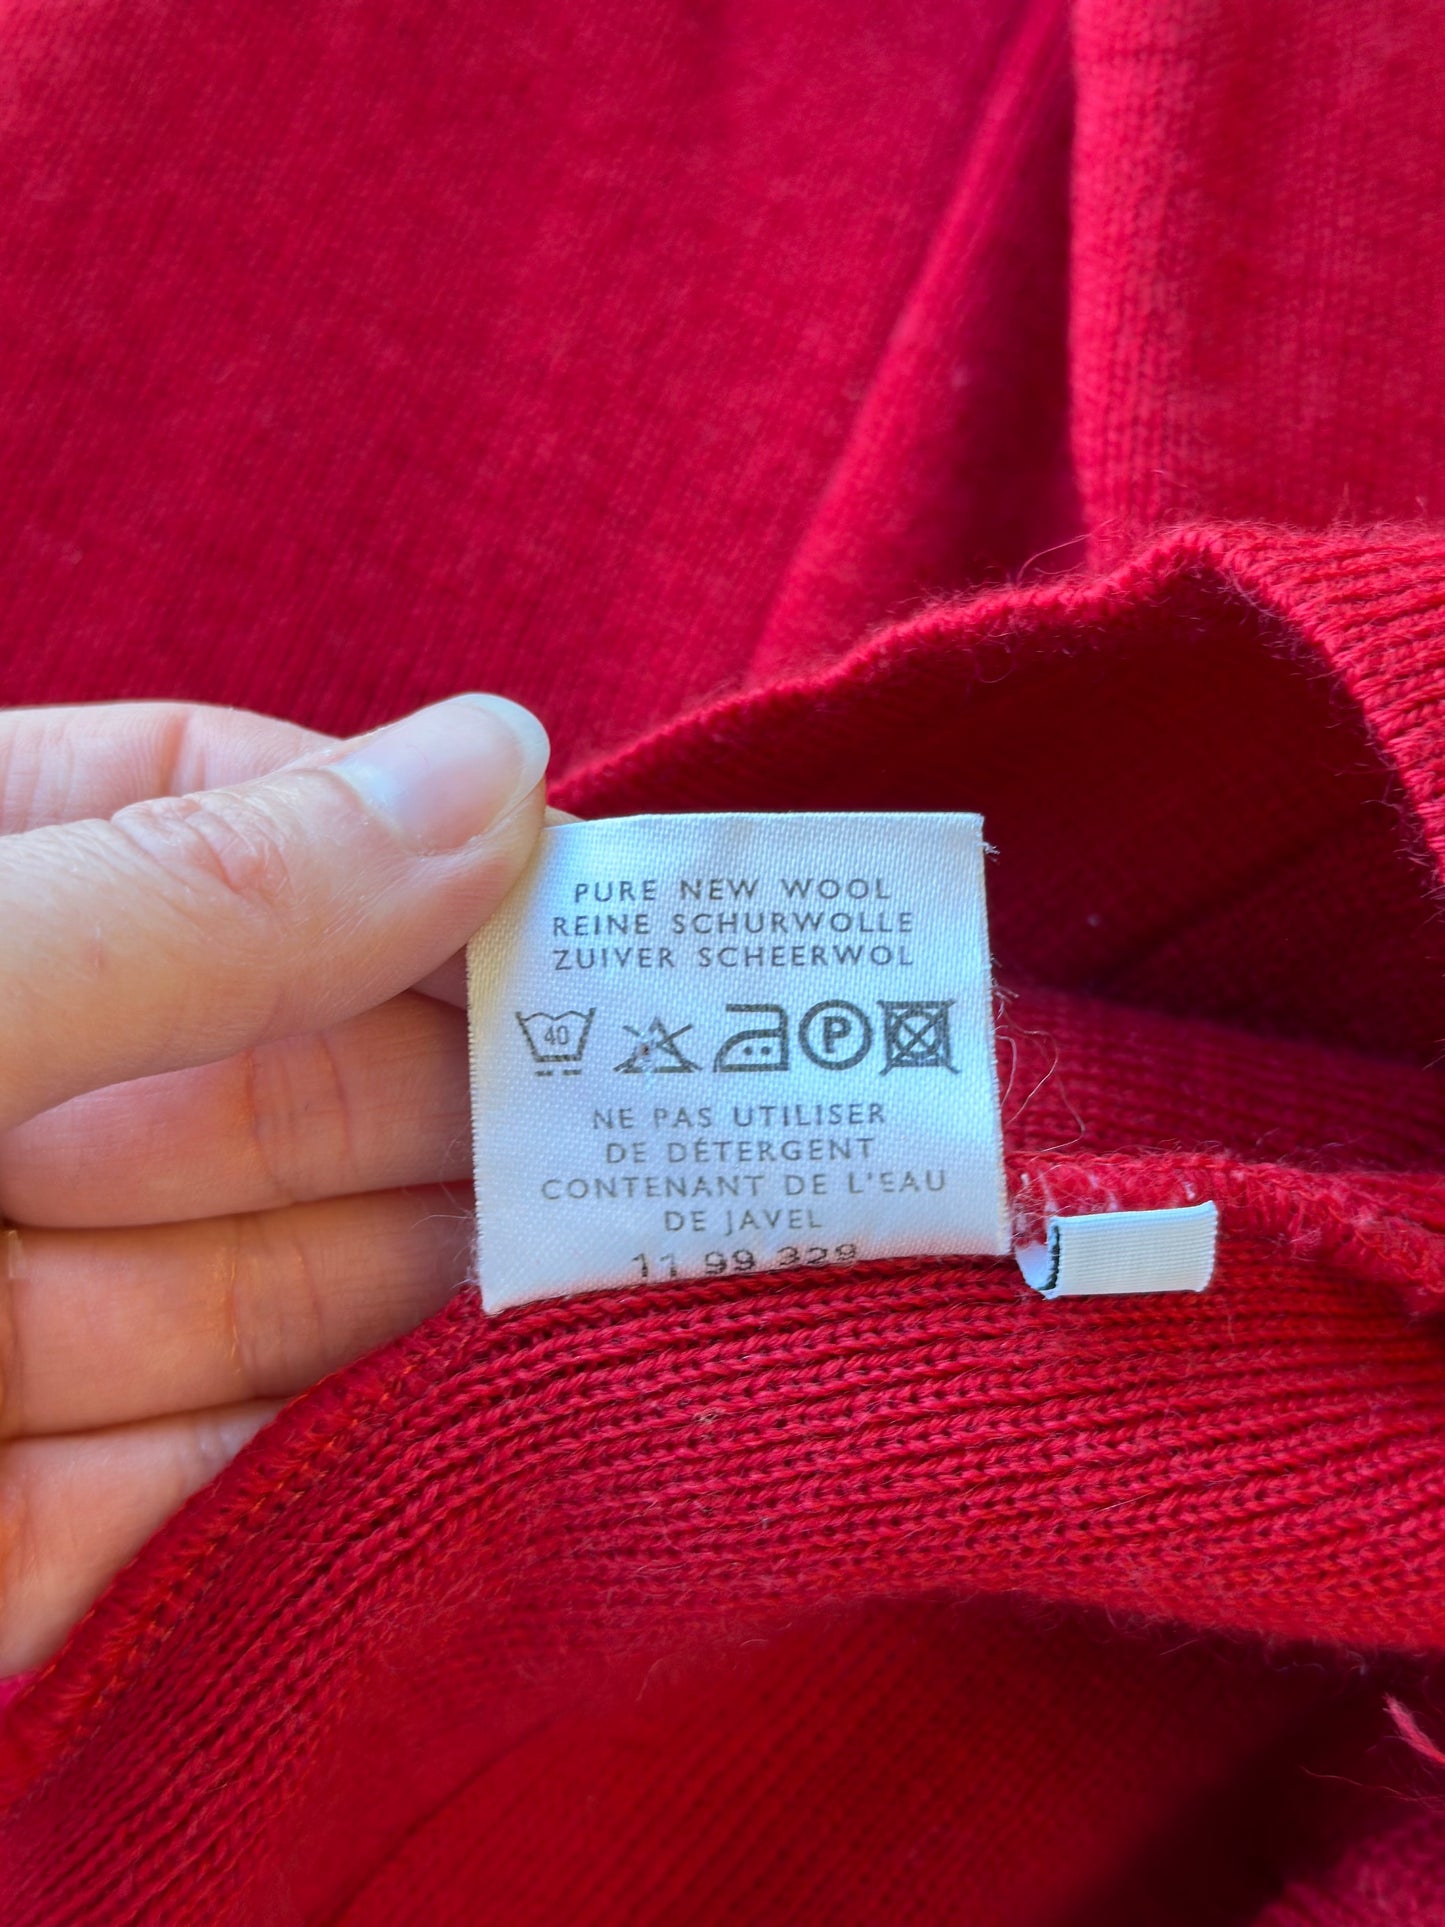 PURE NEW WOOL
REINE SCHURWOLLE
ZUIVER SCHEERWOL
40 P
NE PAS UTILISER
DE DÉTERGENT
CONTENANT DE L'EAU
DE JAVEL
11 99 329